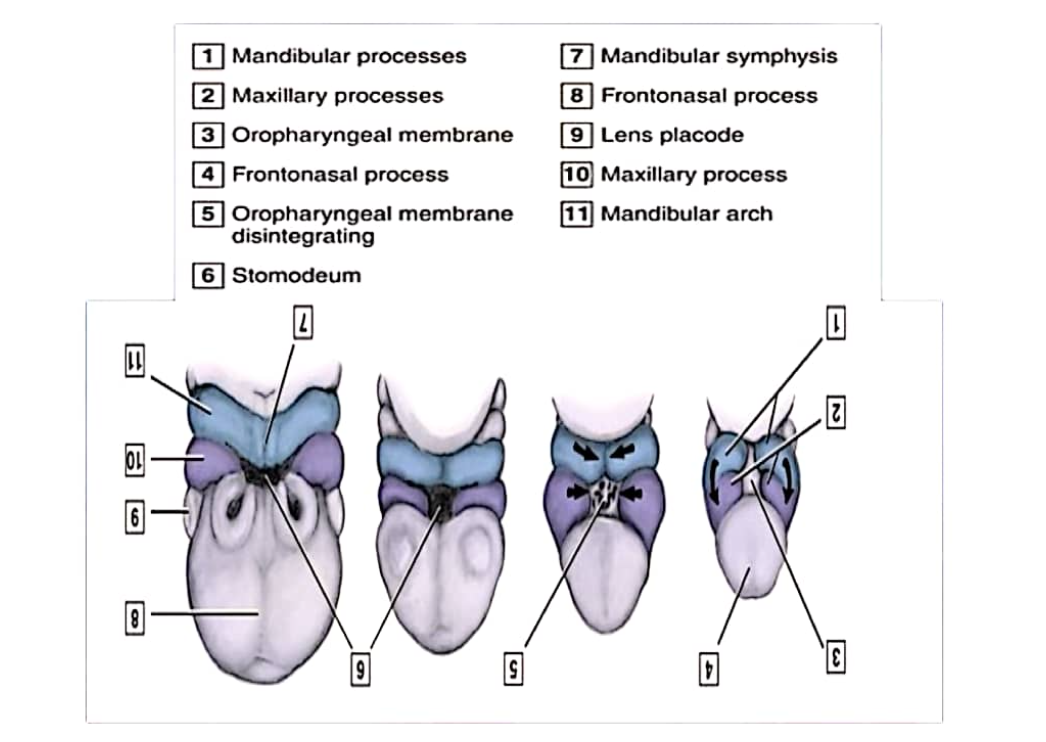 1 Mandibular processes
2 Maxillary processes
3 Oropharyngeal membrane
4 Frontonasal process
5 Oropharyngeal membrane
disintegrating
6 Stomodeum
7 Mandibular symphysis
8 Frontonasal process
9 Lens placode
10 Maxillary process
11 Mandibular arch
7
1
11
2
10
9
8
6
5
4
3